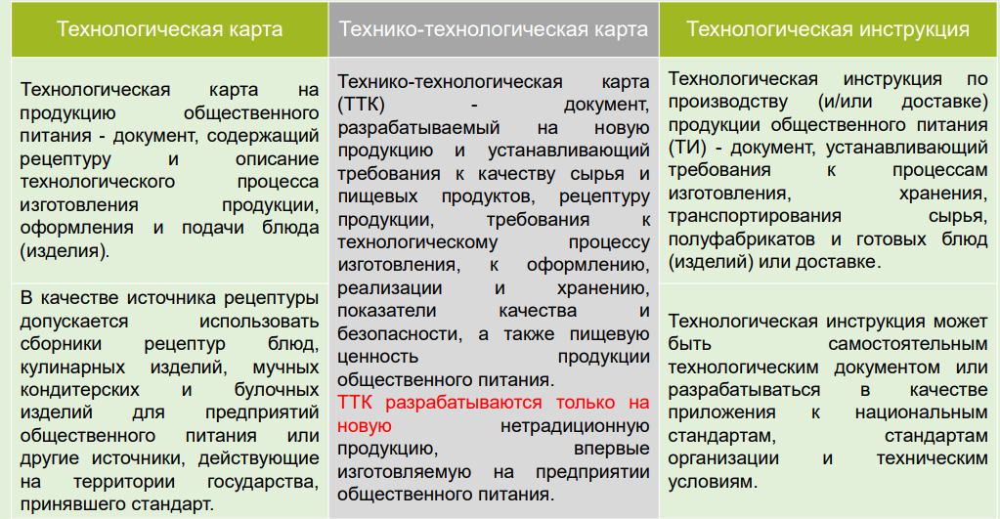 Технологическая карта
Технико-технологическая карта
Технологическая инструкция
Технологическая карта на
продукцию общественного
питания - документ, содержащий
рецептуру и описание
технологического процесса
изготовления продукции,
оформления и подачи блюда
(изделия).
В качестве источника рецептуры
допускается использовать
сборники рецептур блюд,
кулинарных изделий, мучных
кондитерских и булочных
изделий для предприятий
общественного питания или
другие источники, действующие
на территории государства,
принявшего стандарт.
Технико-технологическая карта
(ТТК) - документ,
разрабатываемый на новую
продукцию и устанавливающий
требования к качеству сырья и
пищевых продуктов, рецептуру
продукции, требования к
технологическому процессу
изготовления, к оформлению,
реализации и хранению,
показатели качества и
безопасности, а также пищевую
ценность продукции
общественного питания.
ТТК разрабатываются только на
новую нетрадиционную
продукцию, впервые
изготовляемую на предприятии
общественного питания.
Технологическая инструкция по
производству (и/или доставке)
продукции общественного питания
(ТИ) - документ, устанавливающий
требования к процессам
изготовления, хранения,
транспортирования сырья,
полуфабрикатов и готовых блюд
(изделий) или доставке.
Технологическая инструкция может
быть самостоятельным
технологическим документом или
разрабатываться в качестве
приложения к национальным
стандартам, стандартам
организации и техническим
условиям.